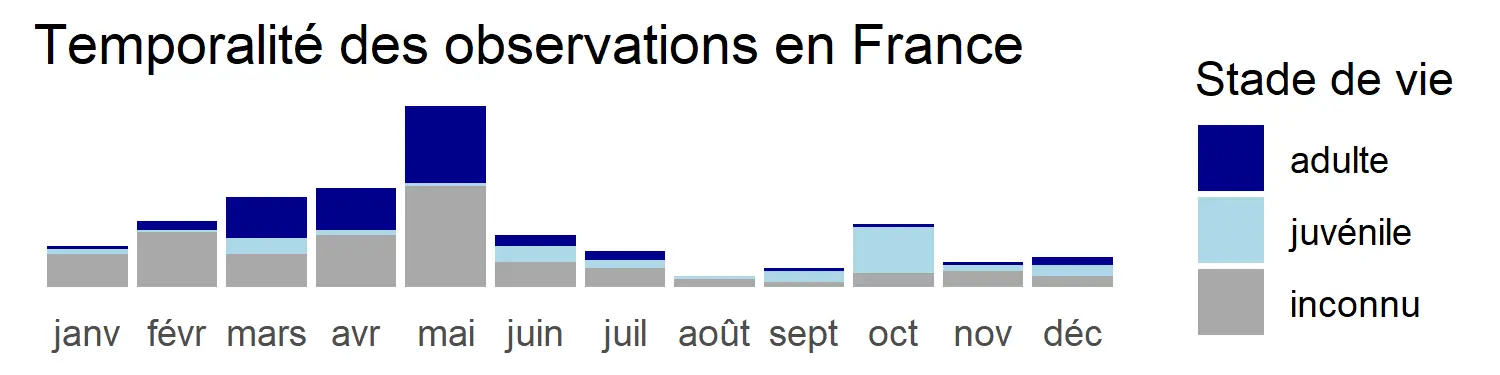 Temporalité des observations en France
janv févr mars avr mai juin juil août sept oct nov déc
Stade de vie
adulte
juvénile
inconnu